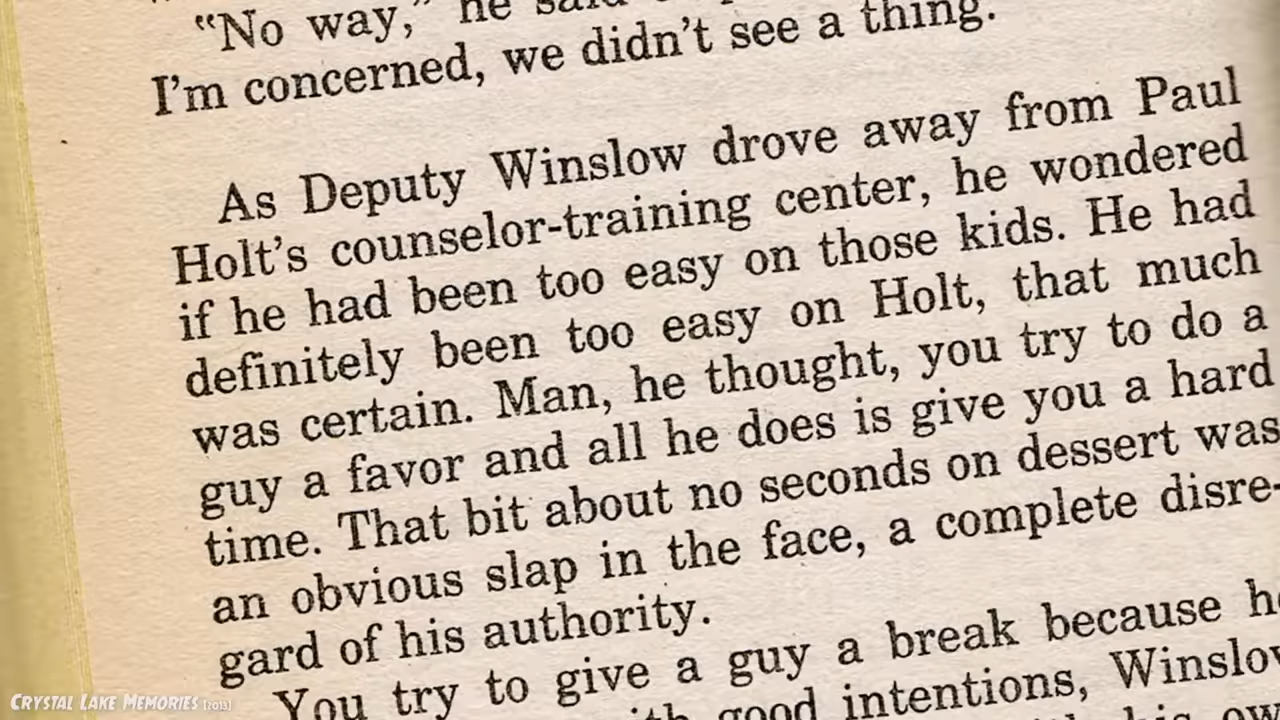 “No way,” he said
I’m concerned, we didn’t see a thing.
As Deputy Winslow drove away from Paul
Holt’s counselor-training center, he wondered
if he had been too easy on those kids. He had
definitely been too easy on Holt, that much
was certain. Man, he thought, you try to do a
guy a favor and all he does is give you a hard
time. That bit about no seconds on dessert was
an obvious slap in the face, a complete disre-
gard of his authority.
You try to give a guy a break because
good intentions, Winslow
his
CRYSTAL LAKE MEMORIES [2013]